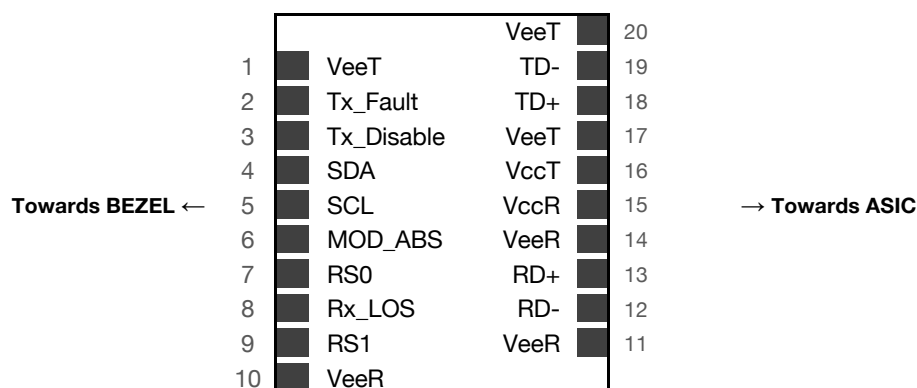 VeeT 20
1 VeeT TD- 19
2 Tx_Fault TD+ 18
3 Tx_Disable VeeT 17
4 SDA VccT 16
Towards BEZEL ← 5 SCL VccR 15 → Towards ASIC
6 MOD_ABS VeeR 14
7 RS0 RD+ 13
8 Rx_LOS RD- 12
9 RS1 VeeR 11
10 VeeR